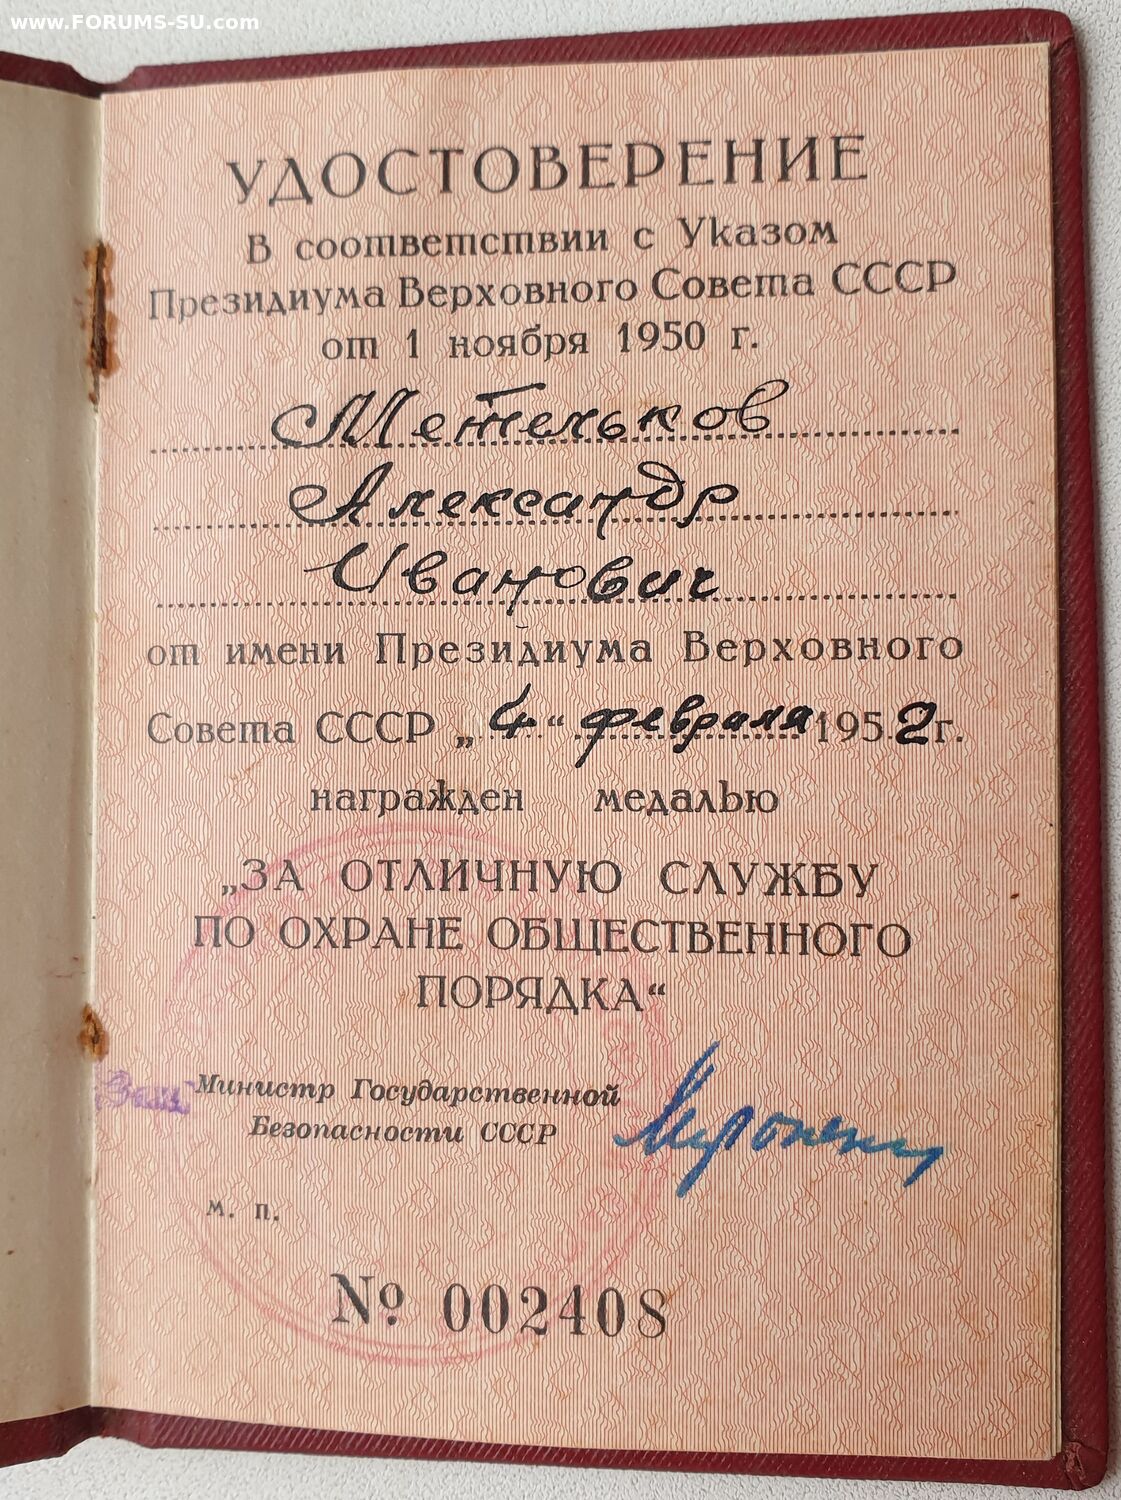 www.FORUMS-SU.com
УДОСТОВЕРЕНИЕ
В соответствии с Указом
Президиума Верховного Совета СССР
от 1 ноября 1950 г.
Метельков
Александр
Иванович
от имени Президиума Верховного
Совета СССР „4“ февраля 1952г.
награжден медалью
„ЗА ОТЛИЧНУЮ СЛУЖБУ
ПО ОХРАНЕ ОБЩЕСТВЕННОГО
ПОРЯДКА“
Зам. Министр Государственной
Безопасности СССР
м. п.
№ 002408